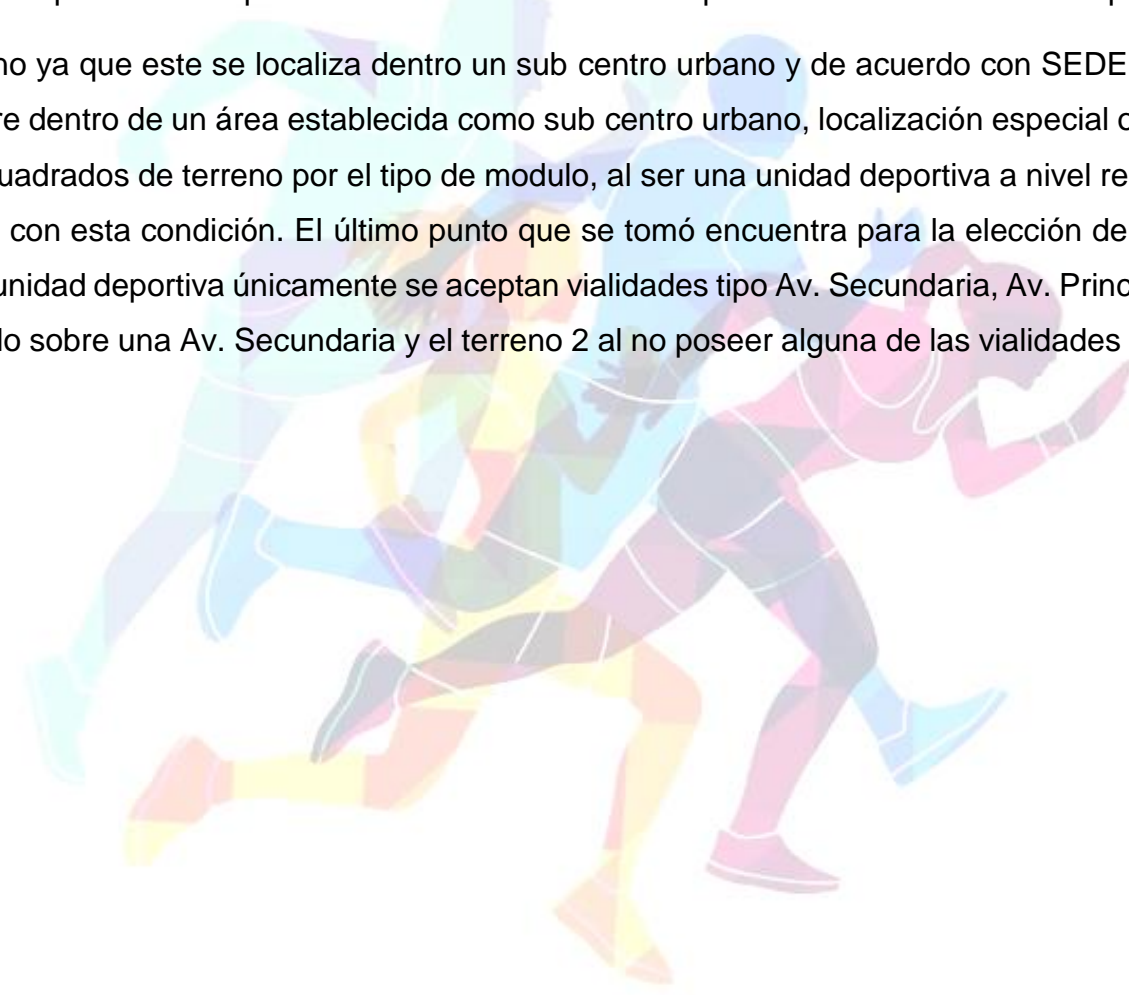 no ya que este se localiza dentro un sub centro urbano y de acuerdo con SEDE
re dentro de un área establecida como sub centro urbano, localización especial
uadrados de terreno por el tipo de modulo, al ser una unidad deportiva a nivel re
con esta condición. El último punto que se tomó encuentra para la elección de
unidad deportiva únicamente se aceptan vialidades tipo Av. Secundaria, Av. Princ
lo sobre una Av. Secundaria y el terreno 2 al no poseer alguna de las vialidades